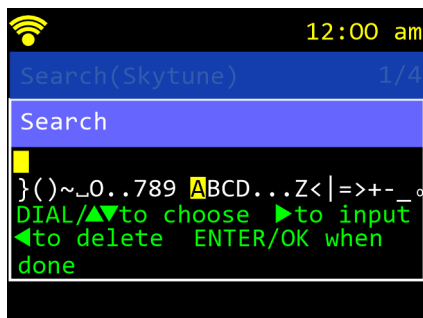 12:00 am
Search(Skytune) 1/4
Search
}()~⎵0..789 ABCD...Z<|=>+-_
DIAL/▲▼to choose ▶to input
◀to delete ENTER/OK when
done